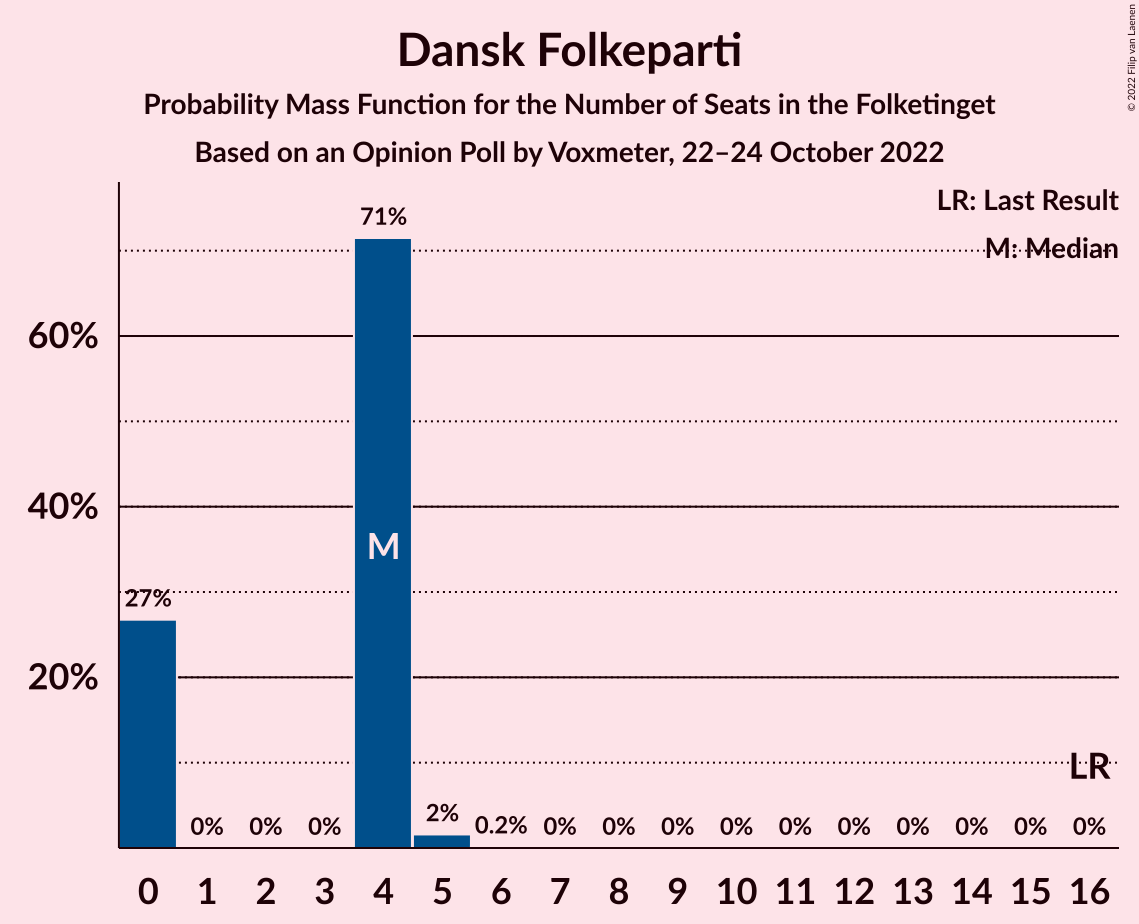 Dansk Folkeparti
Probability Mass Function for the Number of Seats in the Folketinget
Based on an Opinion Poll by Voxmeter, 22–24 October 2022
© 2022 Filip van Laenen
LR: Last Result
M: Median
71%
60%
40%
M
27%
20%
LR
2%
0.2%
0% 0% 0% 0% 0% 0% 0% 0% 0% 0% 0% 0% 0%
0 1 2 3 4 5 6 7 8 9 10 11 12 13 14 15 16